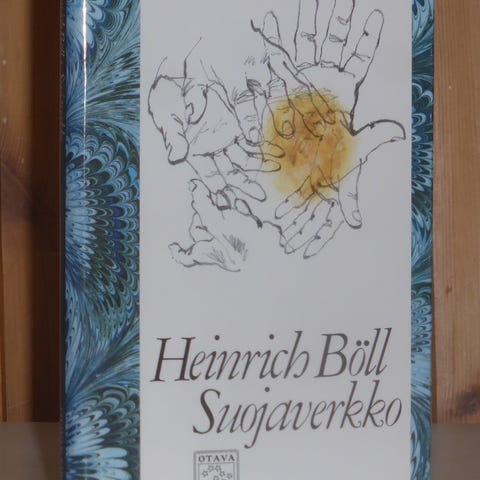 Heinrich Böll
Suojaverkko
OTAVA